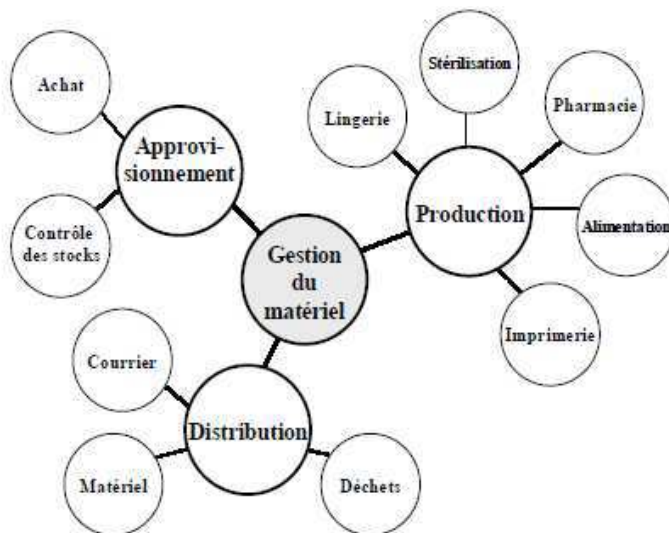 Achat
Approvi-
sionnement
Contrôle
des stocks
Gestion
du
matériel
Stérilisation
Lingerie
Pharmacie
Production
Alimentation
Imprimerie
Courrier
Distribution
Matériel
Déchets